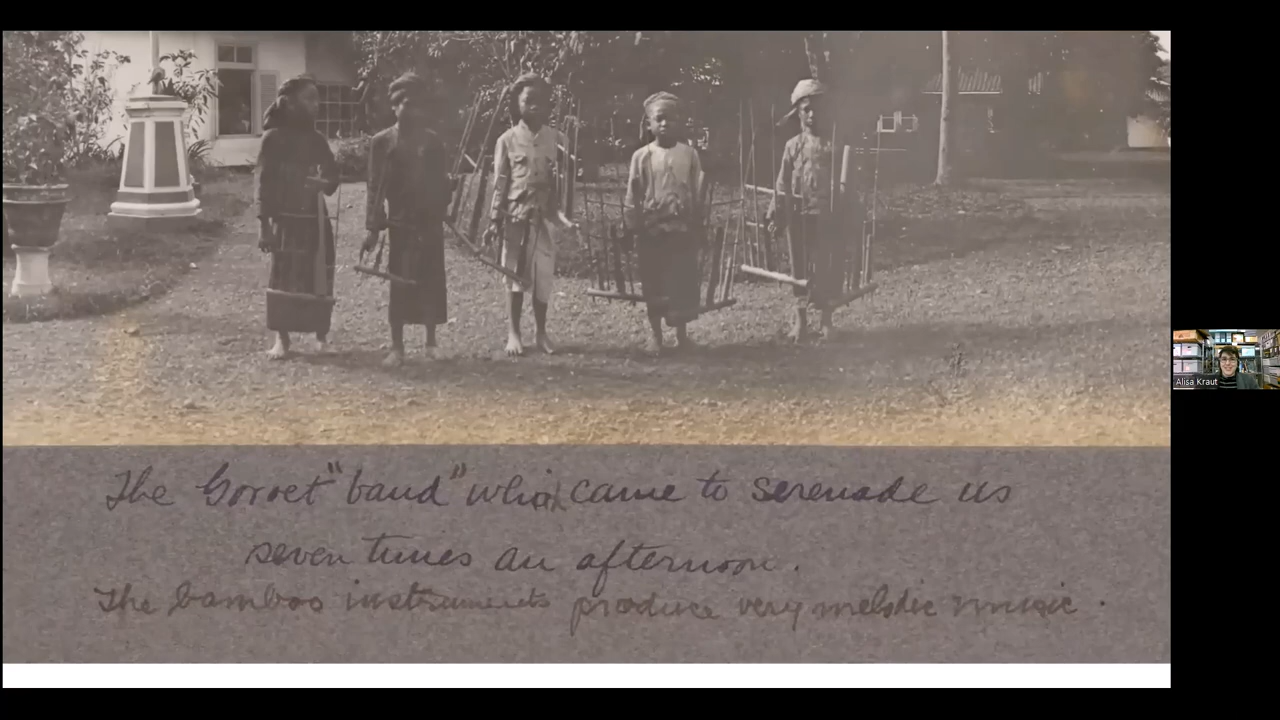 The Goroet "band" which came to serenade us
seven times an afternoon.
The bamboo instruments produce very melodic music.
Alisa Kraut